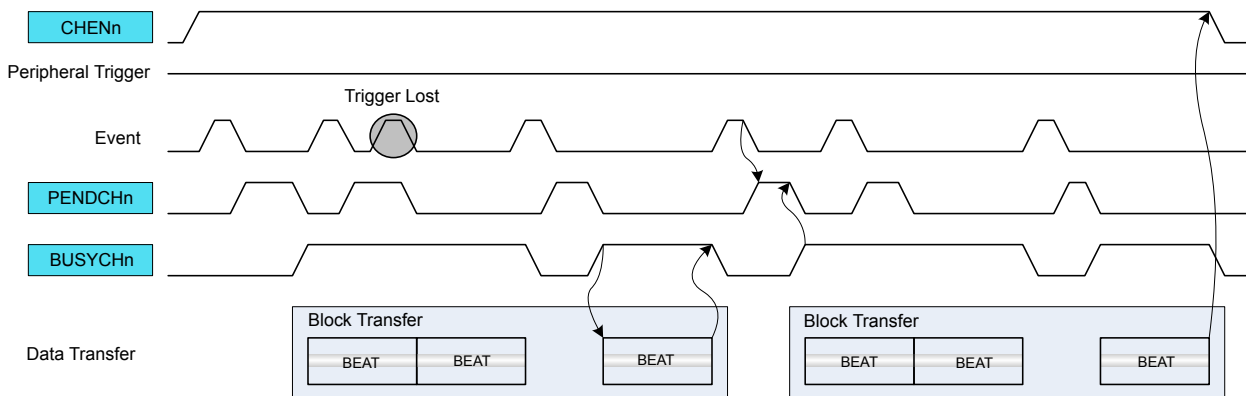 CHENn
Peripheral Trigger
Trigger Lost
Event
PENDCHn
BUSYCHn
Block Transfer
Block Transfer
Data Transfer
BEAT
BEAT
BEAT
BEAT
BEAT
BEAT